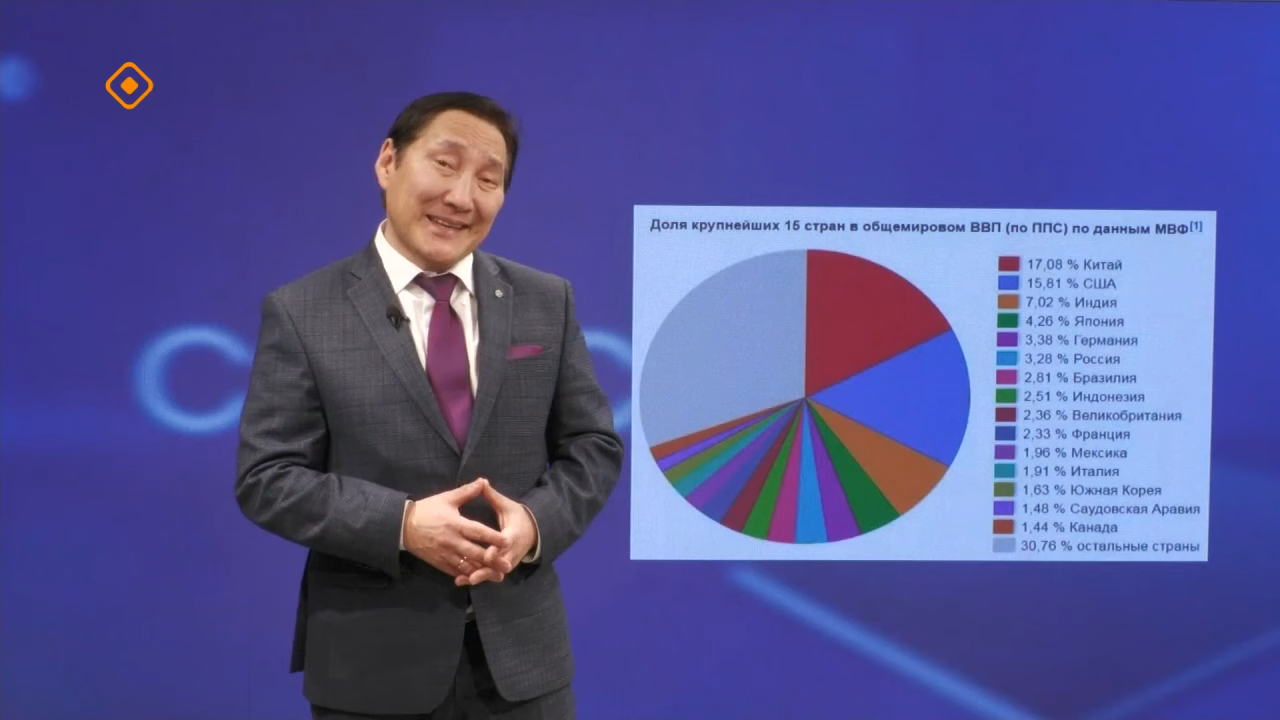 Доля крупнейших 15 стран в общемировом ВВП (по ППС) по данным МВФ[1]
17,08 % Китай
15,81 % США
7,02 % Индия
4,26 % Япония
3,38 % Германия
3,28 % Россия
2,81 % Бразилия
2,51 % Индонезия
2,36 % Великобритания
2,33 % Франция
1,96 % Мексика
1,91 % Италия
1,63 % Южная Корея
1,48 % Саудовская Аравия
1,44 % Канада
30,76 % остальные страны